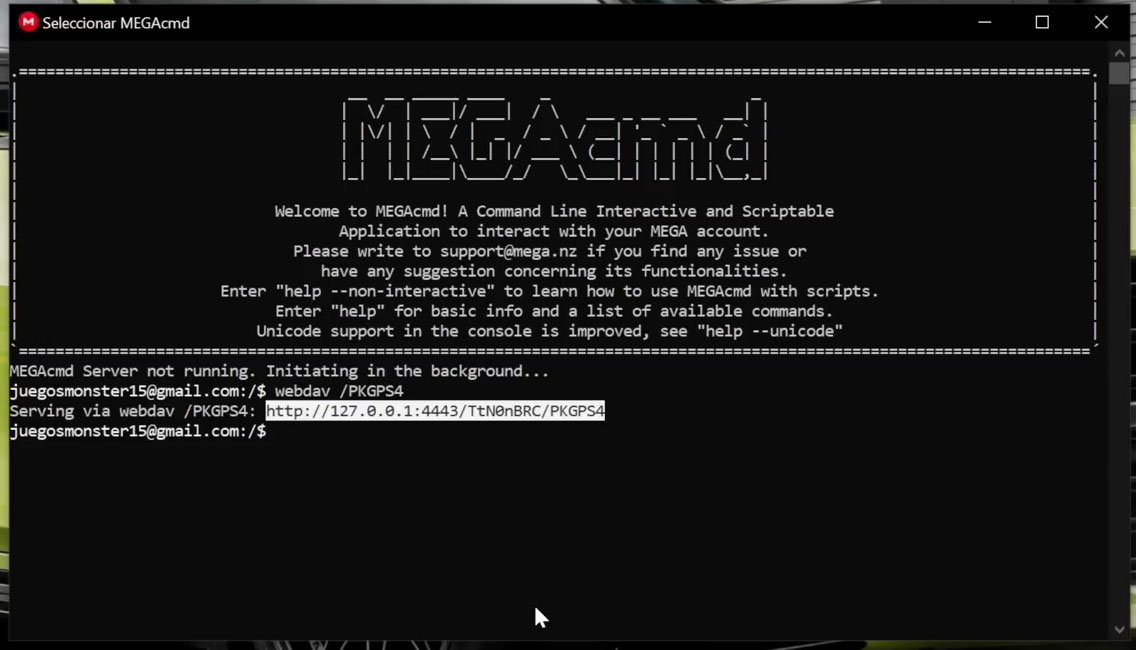 Seleccionar MEGAcmd
MEGAcmd
Welcome to MEGAcmd! A Command Line Interactive and Scriptable
Application to interact with your MEGA account.
Please write to support@mega.nz if you find any issue or
have any suggestion concerning its functionalities.
Enter "help --non-interactive" to learn how to use MEGAcmd with scripts.
Enter "help" for basic info and a list of available commands.
Unicode support in the console is improved, see "help --unicode"
MEGAcmd Server not running. Initiating in the background...
juegosmonster15@gmail.com:/$ webdav /PKGPS4
Serving via webdav /PKGPS4: http://127.0.0.1:4443/TtN0nBRC/PKGPS4
juegosmonster15@gmail.com:/$